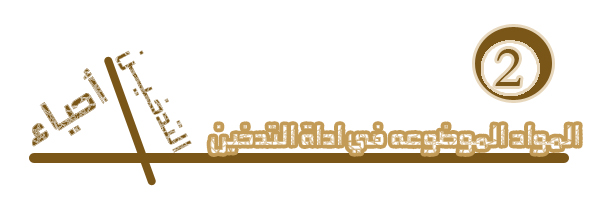 2
المواد الموضوعه في اداة التدخين
أحياء